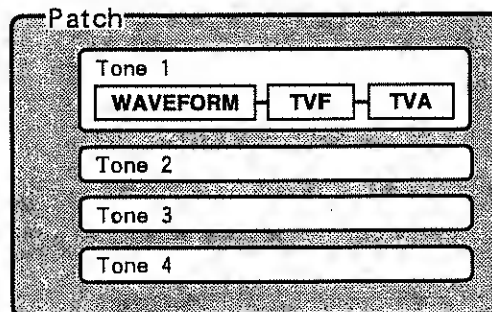 Patch
Tone 1
WAVEFORM TVF TVA
Tone 2
Tone 3
Tone 4